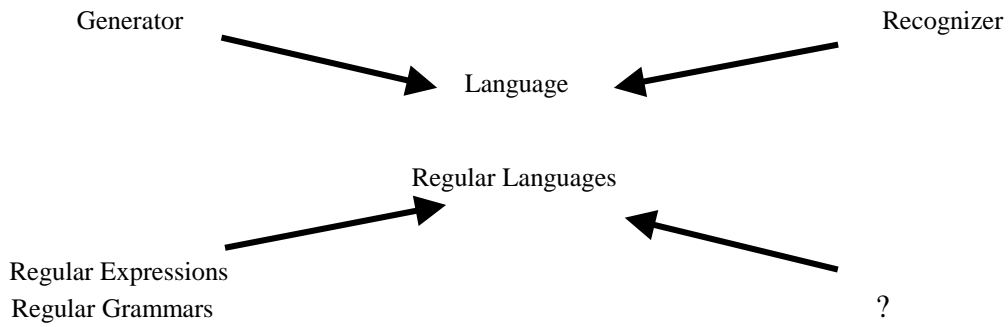 Generator
Recognizer
Language
Regular Languages
Regular Expressions
Regular Grammars
?